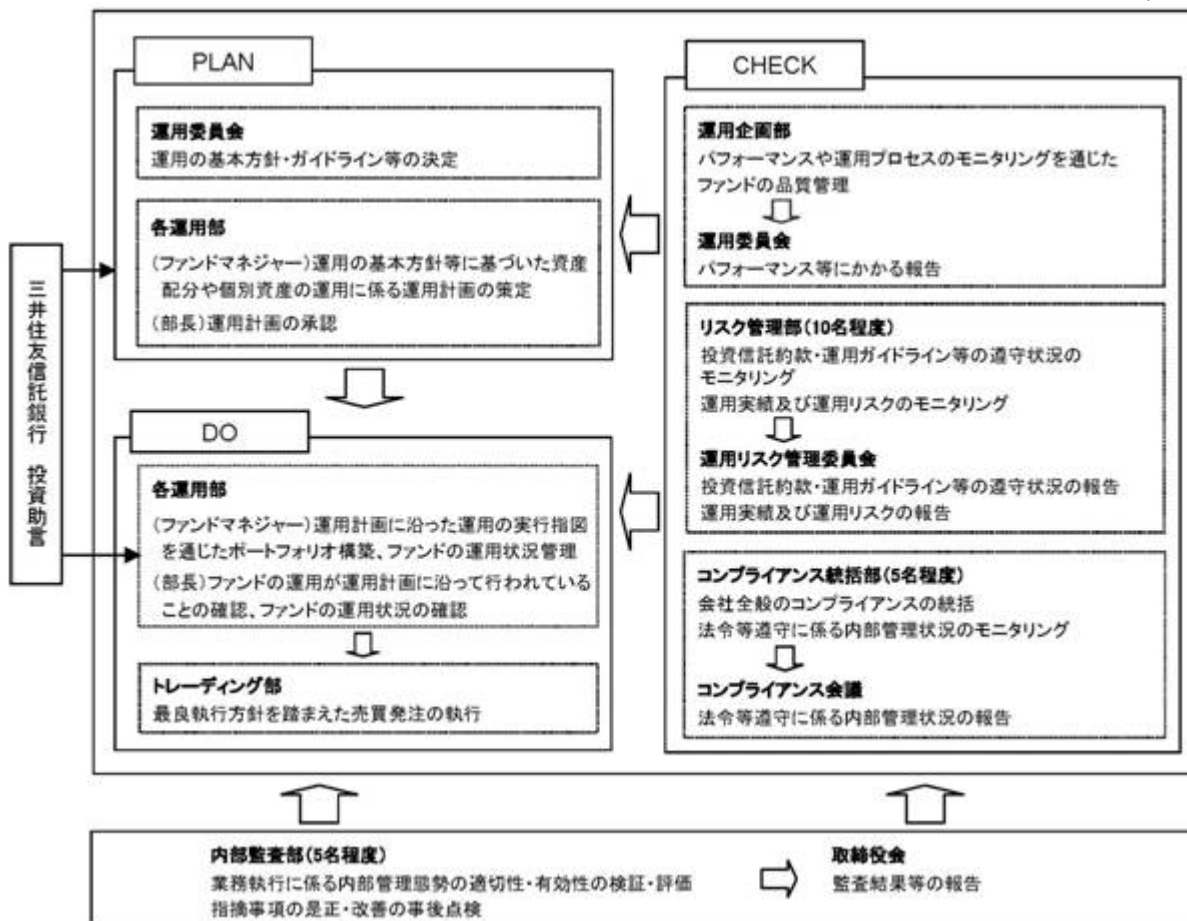 三井住友信託銀行 投資助言
PLAN
運用委員会
運用の基本方針・ガイドライン等の決定
各運用部
(ファンドマネジャー)運用の基本方針等に基づいた資産
配分や個別資産の運用に係る運用計画の策定
(部長)運用計画の承認
DO
各運用部
(ファンドマネジャー)運用計画に沿った運用の実行指図
を通じたポートフォリオ構築、ファンドの運用状況管理
(部長)ファンドの運用が運用計画に沿って行われている
ことの確認、ファンドの運用状況の確認
トレーディング部
最良執行方針を踏まえた売買発注の執行
CHECK
運用企画部
パフォーマンスや運用プロセスのモニタリングを通じた
ファンドの品質管理
運用委員会
パフォーマンス等にかかる報告
リスク管理部(10名程度)
投資信託約款・運用ガイドライン等の遵守状況の
モニタリング
運用実績及び運用リスクのモニタリング
運用リスク管理委員会
投資信託約款・運用ガイドライン等の遵守状況の報告
運用実績及び運用リスクの報告
コンプライアンス統括部(5名程度)
会社全般のコンプライアンスの統括
法令等遵守に係る内部管理状況のモニタリング
コンプライアンス会議
法令等遵守に係る内部管理状況の報告
内部監査部(5名程度)
業務執行に係る内部管理態勢の適切性・有効性の検証・評価
指摘事項の是正・改善の事後点検
取締役会
監査結果等の報告